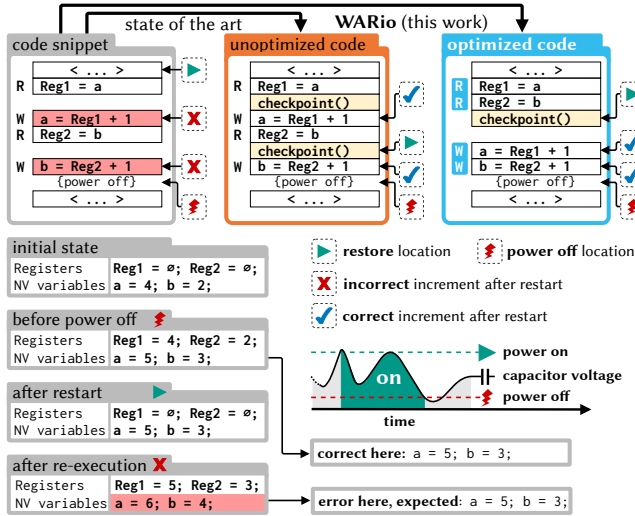 state of the art
WARio (this work)
code snippet
< ... >
R Reg1 = a
W a = Reg1 + 1
R Reg2 = b
W b = Reg2 + 1
{power off}
< ... >
unoptimized code
< ... >
R Reg1 = a
checkpoint()
W a = Reg1 + 1
R Reg2 = b
checkpoint()
W b = Reg2 + 1
{power off}
< ... >
optimized code
< ... >
R Reg1 = a
R Reg2 = b
checkpoint()
W a = Reg1 + 1
W b = Reg2 + 1
{power off}
< ... >
initial state
Registers Reg1 = ∅; Reg2 = ∅;
NV variables a = 4; b = 2;
before power off
Registers Reg1 = 4; Reg2 = 2;
NV variables a = 5; b = 3;
after restart
Registers Reg1 = ∅; Reg2 = ∅;
NV variables a = 5; b = 3;
after re-execution
Registers Reg1 = 5; Reg2 = 3;
NV variables a = 6; b = 4;
restore location
power off location
incorrect increment after restart
correct increment after restart
on
power on
capacitor voltage
power off
time
correct here: a = 5; b = 3;
error here, expected: a = 5; b = 3;